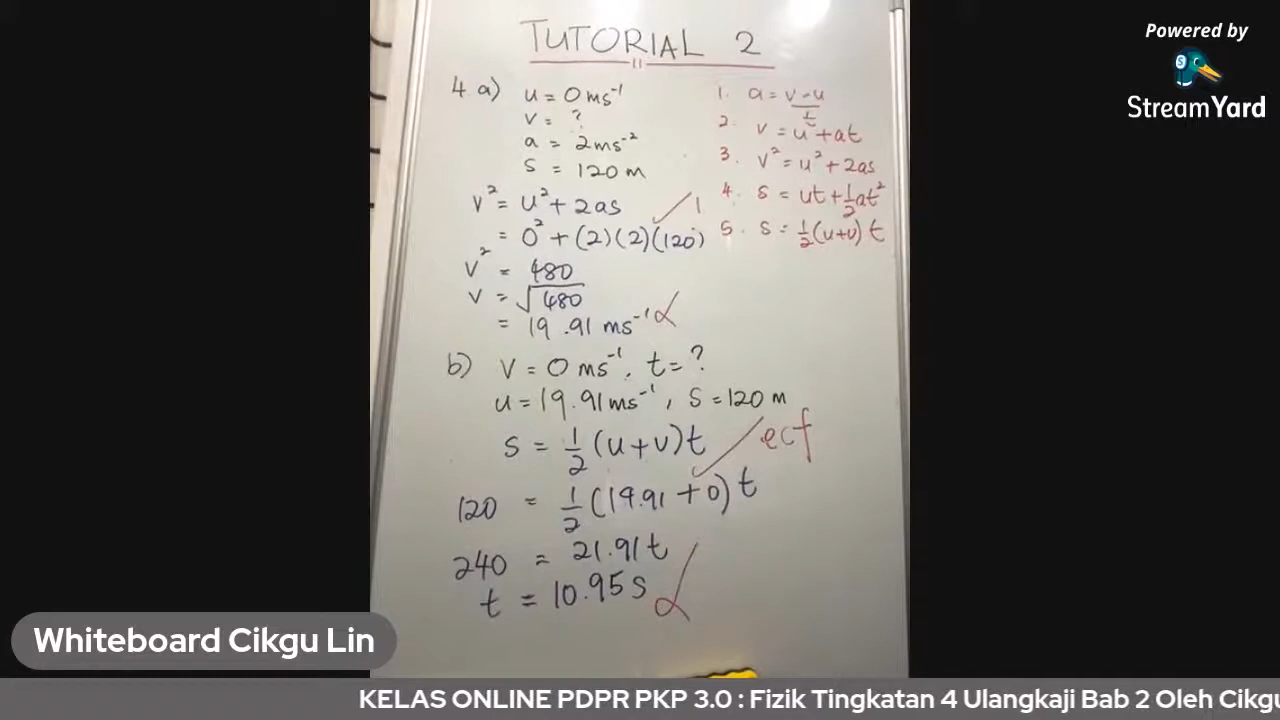 Powered by
StreamYard
TUTORIAL 2
4. a) u = 0 ms⁻¹
v = ?
a = 2 ms⁻²
s = 120 m
v² = u² + 2as
= 0² + (2)(2)(120) 1
v² = 480
v = √480
= 19.91 ms⁻¹
1. a = v - u / t
2. v = u + at
3. v² = u² + 2as
4. s = ut + ½at²
5. s = ½(u+v)t
b) v = 0 ms⁻¹, t = ?
u = 19.91 ms⁻¹, s = 120 m
s = ½(u+v)t
ecf
120 = ½(19.91 + 0)t
240 = 21.91t
t = 10.95 s
Whiteboard Cikgu Lin
KELAS ONLINE PDPR PKP 3.0 : Fizik Tingkatan 4 Ulangkaji Bab 2 Oleh Cikgu